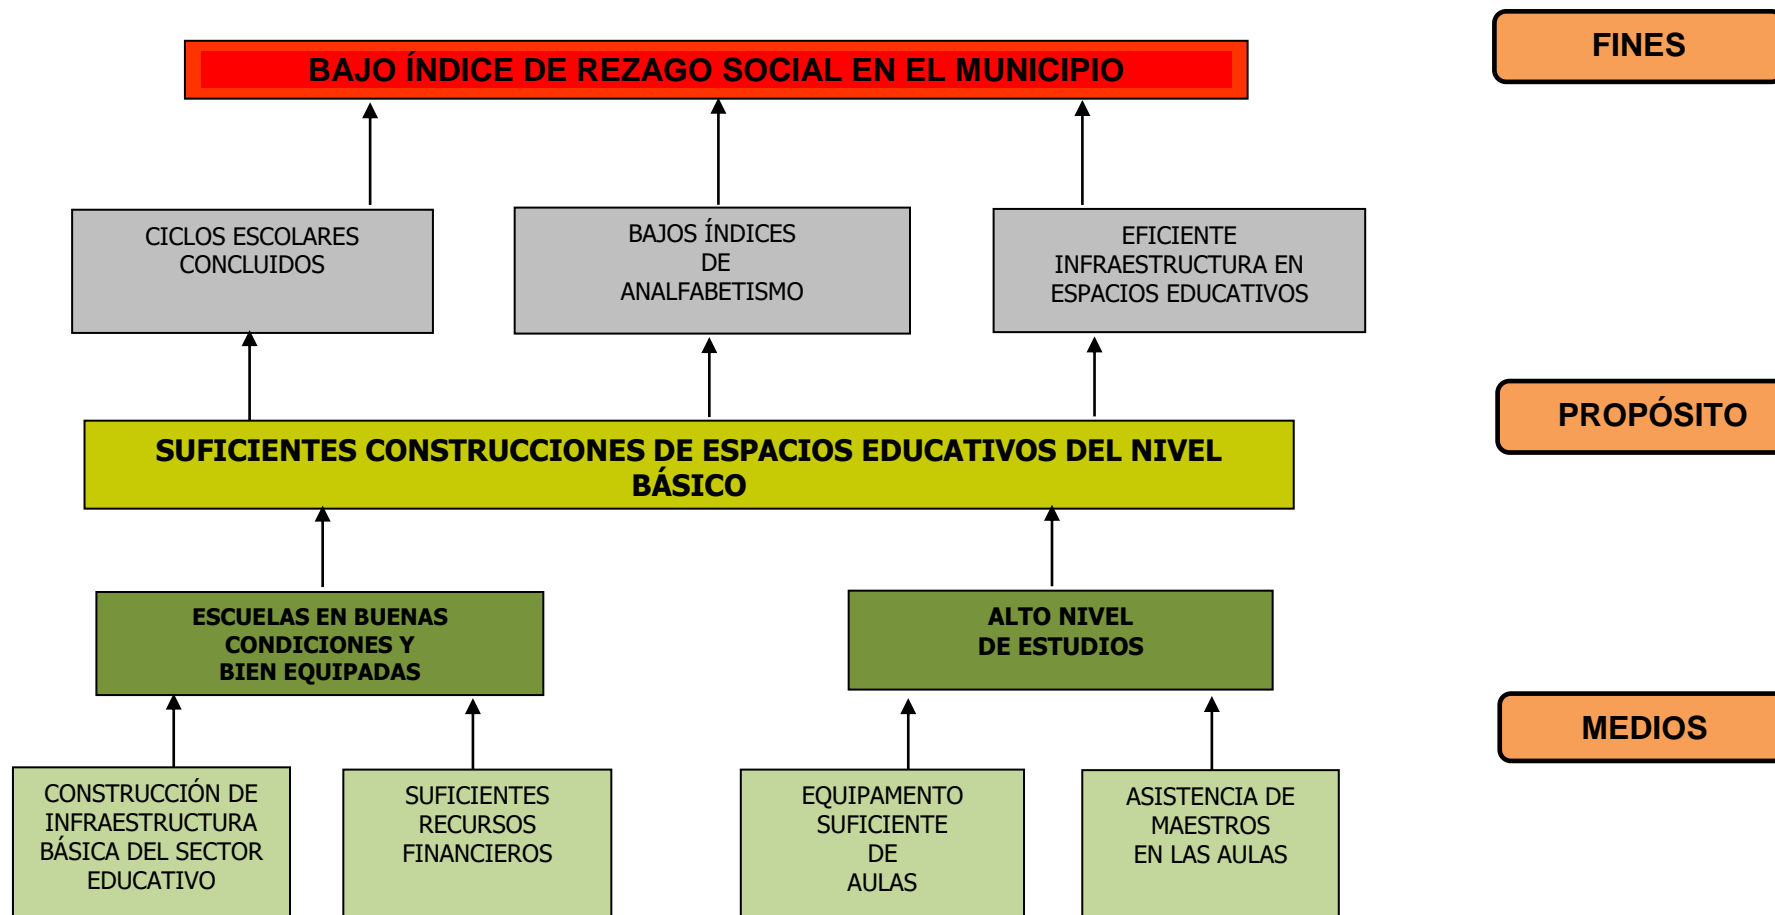 FINES
BAJO ÍNDICE DE REZAGO SOCIAL EN EL MUNICIPIO
CICLOS ESCOLARES
CONCLUIDOS
BAJOS ÍNDICES
DE
ANALFABETISMO
EFICIENTE
INFRAESTRUCTURA EN
ESPACIOS EDUCATIVOS
PROPÓSITO
SUFICIENTES CONSTRUCCIONES DE ESPACIOS EDUCATIVOS DEL NIVEL
BÁSICO
ESCUELAS EN BUENAS
CONDICIONES Y
BIEN EQUIPADAS
ALTO NIVEL
DE ESTUDIOS
MEDIOS
CONSTRUCCIÓN DE
INFRAESTRUCTURA
BÁSICA DEL SECTOR
EDUCATIVO
SUFICIENTES
RECURSOS
FINANCIEROS
EQUIPAMENTO
SUFICIENTE
DE
AULAS
ASISTENCIA DE
MAESTROS
EN LAS AULAS